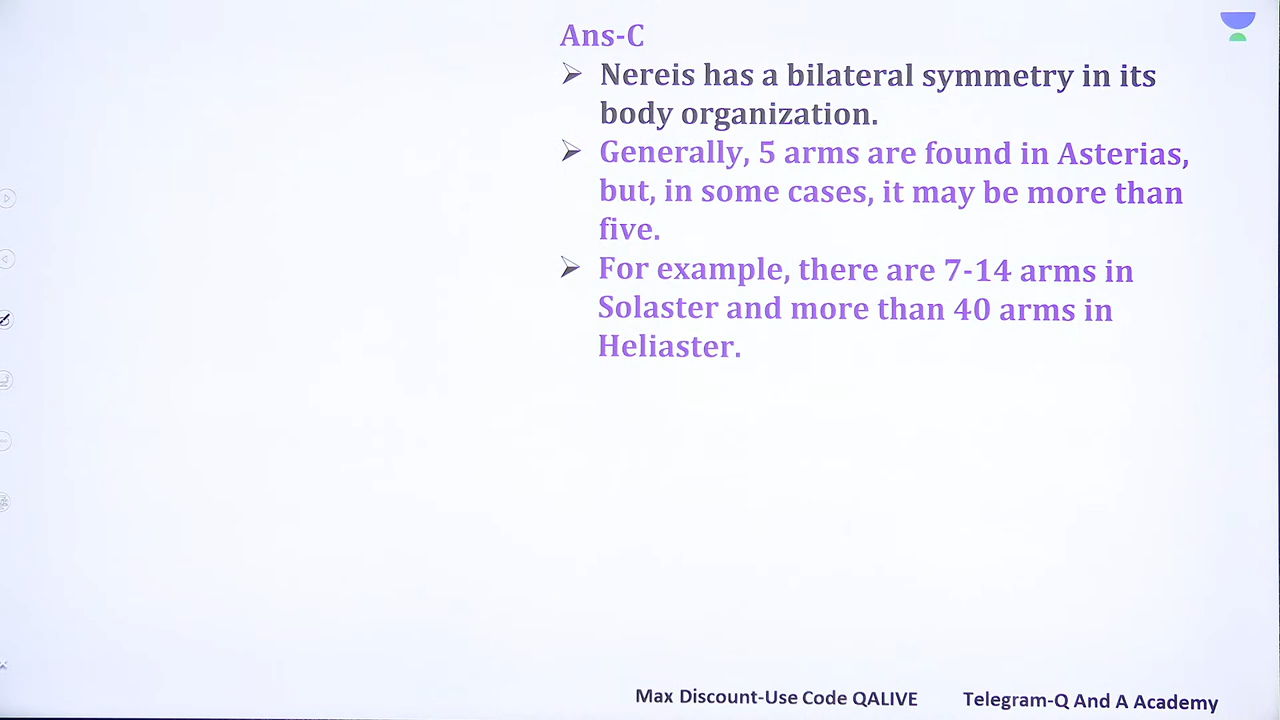 Ans-C
➢ Nereis has a bilateral symmetry in its
body organization.
➢ Generally, 5 arms are found in Asterias,
but, in some cases, it may be more than
five.
➢ For example, there are 7-14 arms in
Solaster and more than 40 arms in
Heliaster.
Max Discount-Use Code QALIVE
Telegram-Q And A Academy